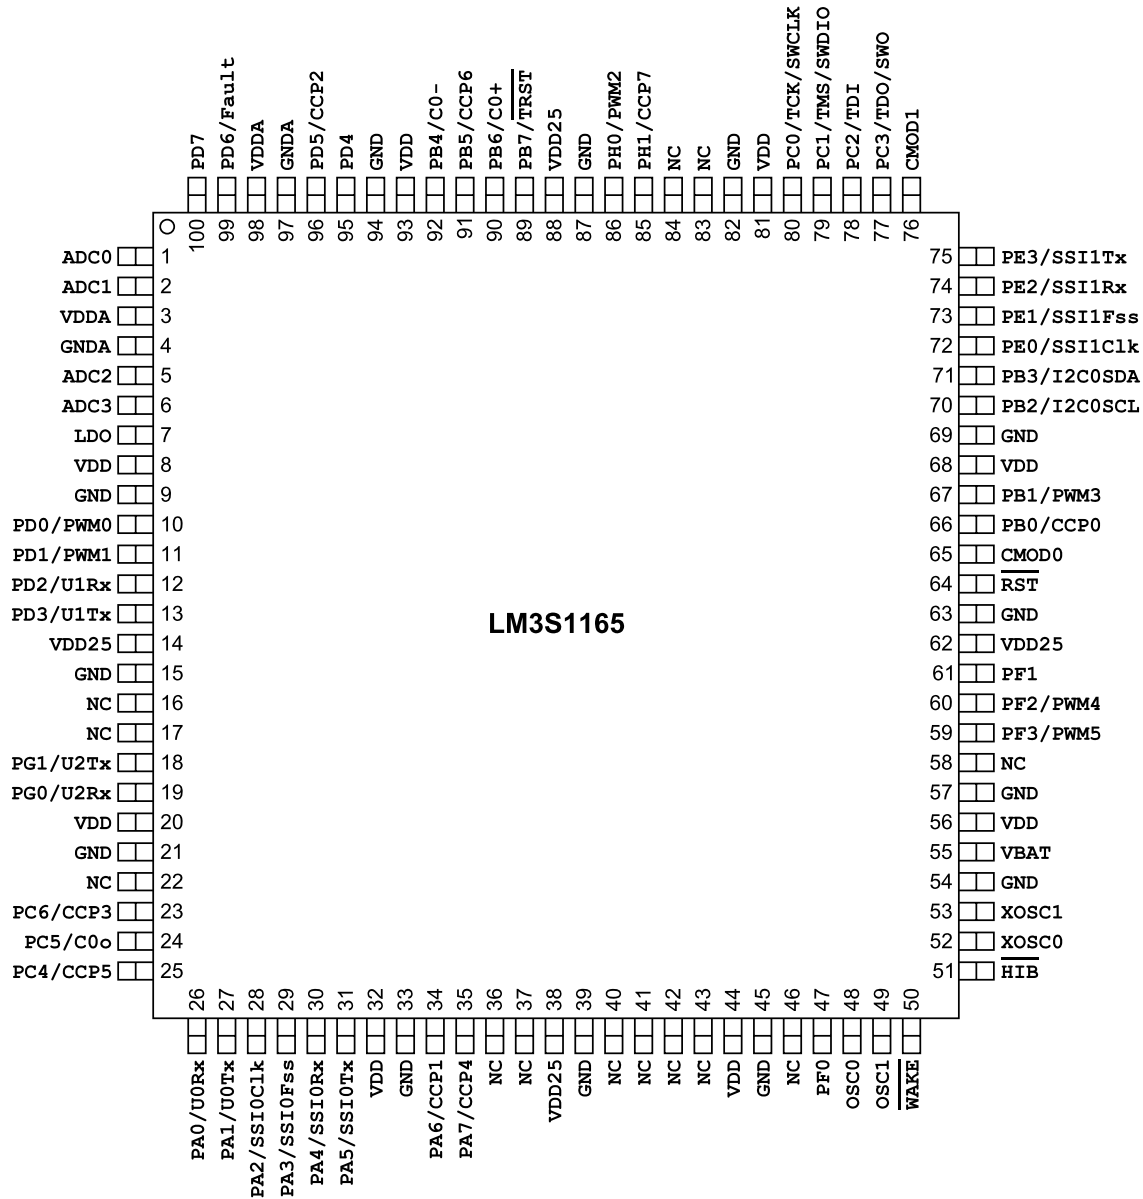 PD7
PD6/Fault
VDDA
GNDA
PD5/CCP2
PD4
GND
VDD
PB4/C0-
PB5/CCP6
PB6/C0+
PB7/TRST
VDD25
GND
PH0/PWM2
PH1/CCP7
NC
NC
GND
VDD
PC0/TCK/SWCLK
PC1/TMS/SWDIO
PC2/TDI
PC3/TDO/SWO
CMOD1
100
99
98
97
96
95
94
93
92
91
90
89
88
87
86
85
84
83
82
81
80
79
78
77
76
ADC0 1
ADC1 2
VDDA 3
GNDA 4
ADC2 5
ADC3 6
LDO 7
VDD 8
GND 9
PD0/PWM0 10
PD1/PWM1 11
PD2/U1Rx 12
PD3/U1Tx 13
VDD25 14
GND 15
NC 16
NC 17
PG1/U2Tx 18
PG0/U2Rx 19
VDD 20
GND 21
NC 22
PC6/CCP3 23
PC5/C0o 24
PC4/CCP5 25
LM3S1165
75 PE3/SSI1Tx
74 PE2/SSI1Rx
73 PE1/SSI1Fss
72 PE0/SSI1Clk
71 PB3/I2C0SDA
70 PB2/I2C0SCL
69 GND
68 VDD
67 PB1/PWM3
66 PB0/CCP0
65 CMOD0
64 RST
63 GND
62 VDD25
61 PF1
60 PF2/PWM4
59 PF3/PWM5
58 NC
57 GND
56 VDD
55 VBAT
54 GND
53 XOSC1
52 XOSC0
51 HIB
26
27
28
29
30
31
32
33
34
35
36
37
38
39
40
41
42
43
44
45
46
47
48
49
50
PA0/U0Rx
PA1/U0Tx
PA2/SSI0Clk
PA3/SSI0Fss
PA4/SSI0Rx
PA5/SSI0Tx
VDD
GND
PA6/CCP1
PA7/CCP4
NC
NC
VDD25
GND
NC
NC
NC
NC
VDD
GND
NC
PF0
OSC0
OSC1
WAKE